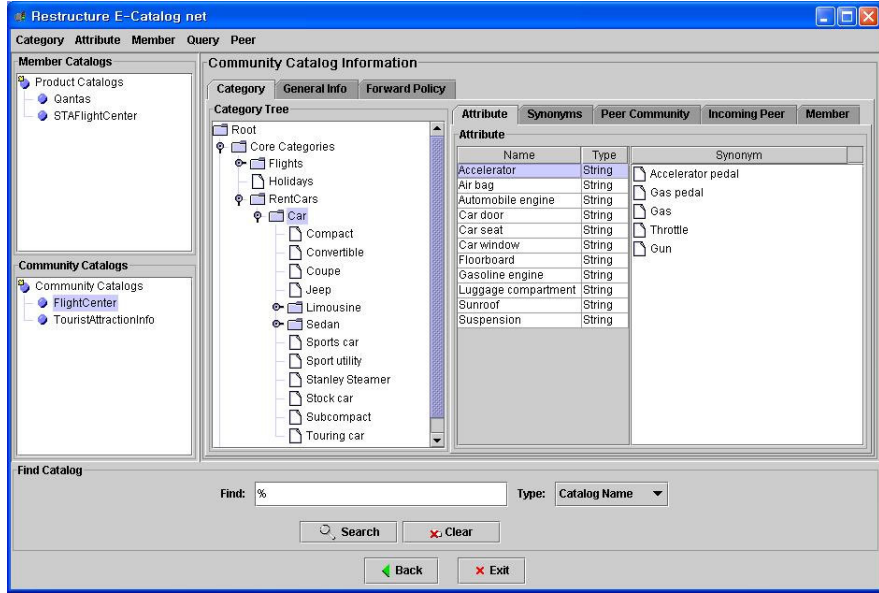 Restructure E-Catalog net
Category Attribute Member Query Peer
Member Catalogs
Product Catalogs
Qantas
STAFlightCenter
Community Catalogs
Community Catalogs
FlightCenter
TouristAttractionInfo
Community Catalog Information
Category General Info Forward Policy
Category Tree
Root
Core Categories
Flights
Holidays
RentCars
Car
Compact
Convertible
Coupe
Jeep
Limousine
Sedan
Sports car
Sport utility
Stanley Steamer
Stock car
Subcompact
Touring car
Attribute Synonyms Peer Community Incoming Peer Member
Attribute
Name Type
Accelerator String
Air bag String
Automobile engine String
Car door String
Car seat String
Car window String
Floorboard String
Gasoline engine String
Luggage compartment String
Sunroof String
Suspension String
Synonym
Accelerator pedal
Gas pedal
Gas
Throttle
Gun
Find Catalog
Find: % Type: Catalog Name
Search Clear
Back Exit